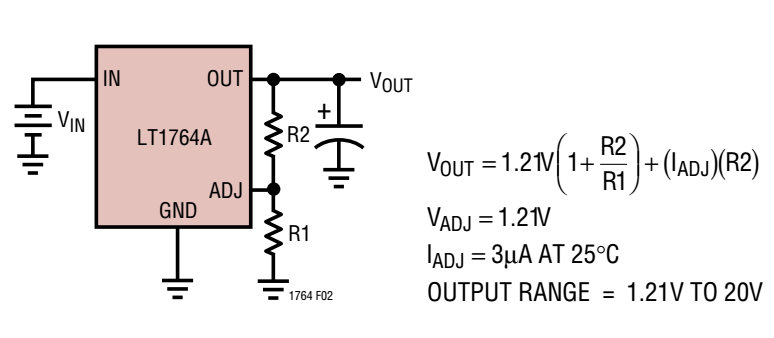 IN
OUT
VOUT
VIN
+
R2
LT1764A
ADJ
GND
R1
1764 F02
VOUT = 1.21V(1 + R2/R1) + (IADJ)(R2)
VADJ = 1.21V
IADJ = 3µA AT 25°C
OUTPUT RANGE = 1.21V TO 20V